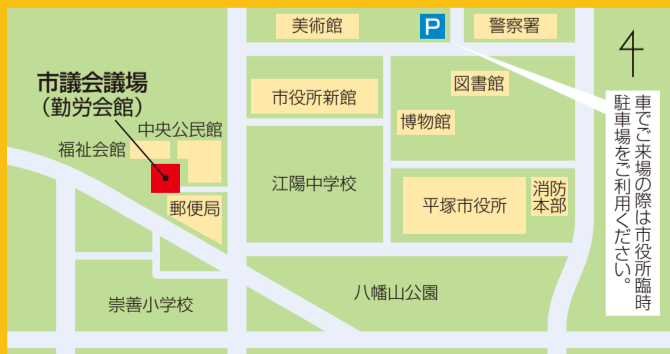 美術館
P
警察署
市議会議場
（勤労会館）
市役所新館
図書館
博物館
中央公民館
福祉会館
江陽中学校
郵便局
平塚市役所
消防
本部
崇善小学校
八幡山公園
車でご来場の際は市役所臨時
駐車場をご利用ください。